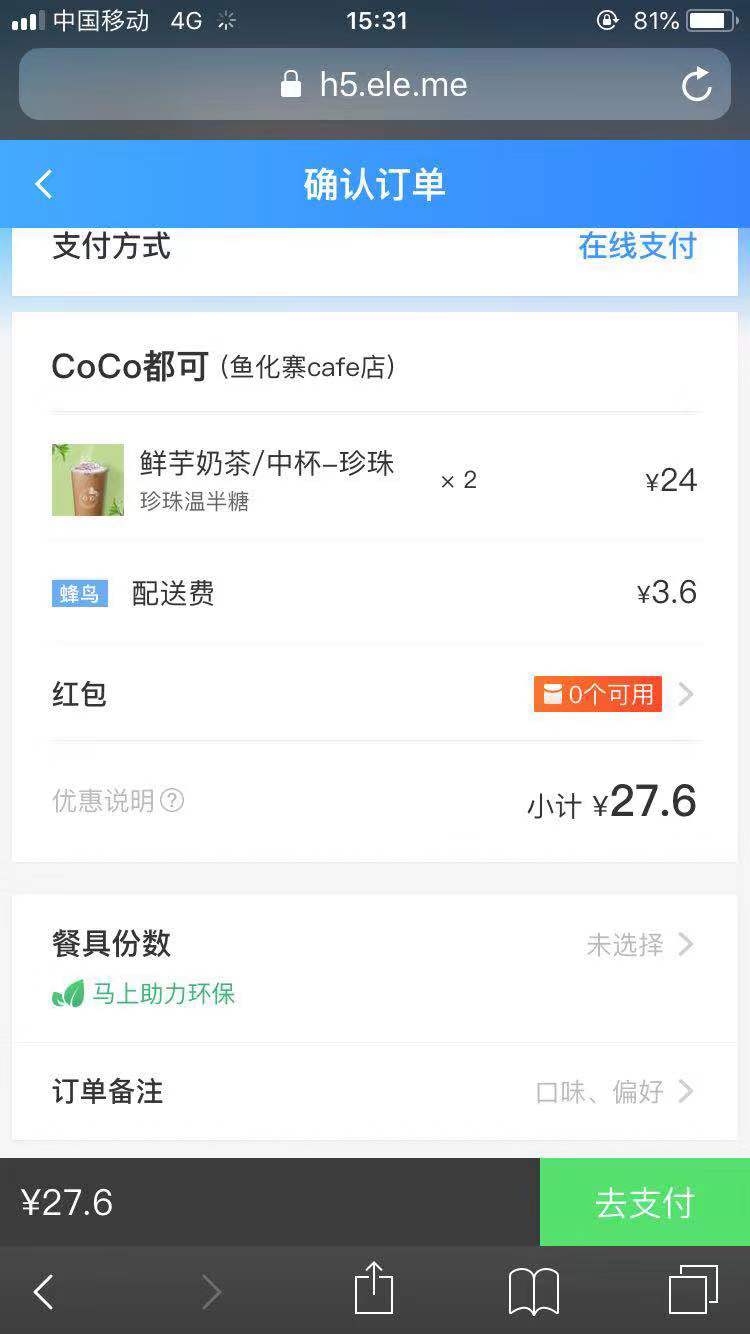 中国移动 4G 15:31 81%
h5.ele.me
确认订单
支付方式 在线支付
CoCo都可 (鱼化寨cafe店)
鲜芋奶茶/中杯-珍珠 × 2 ¥24
珍珠温半糖
蜂鸟 配送费 ¥3.6
红包 0个可用
优惠说明? 小计 ¥27.6
餐具份数 未选择
马上助力环保
订单备注 口味、偏好
¥27.6 去支付